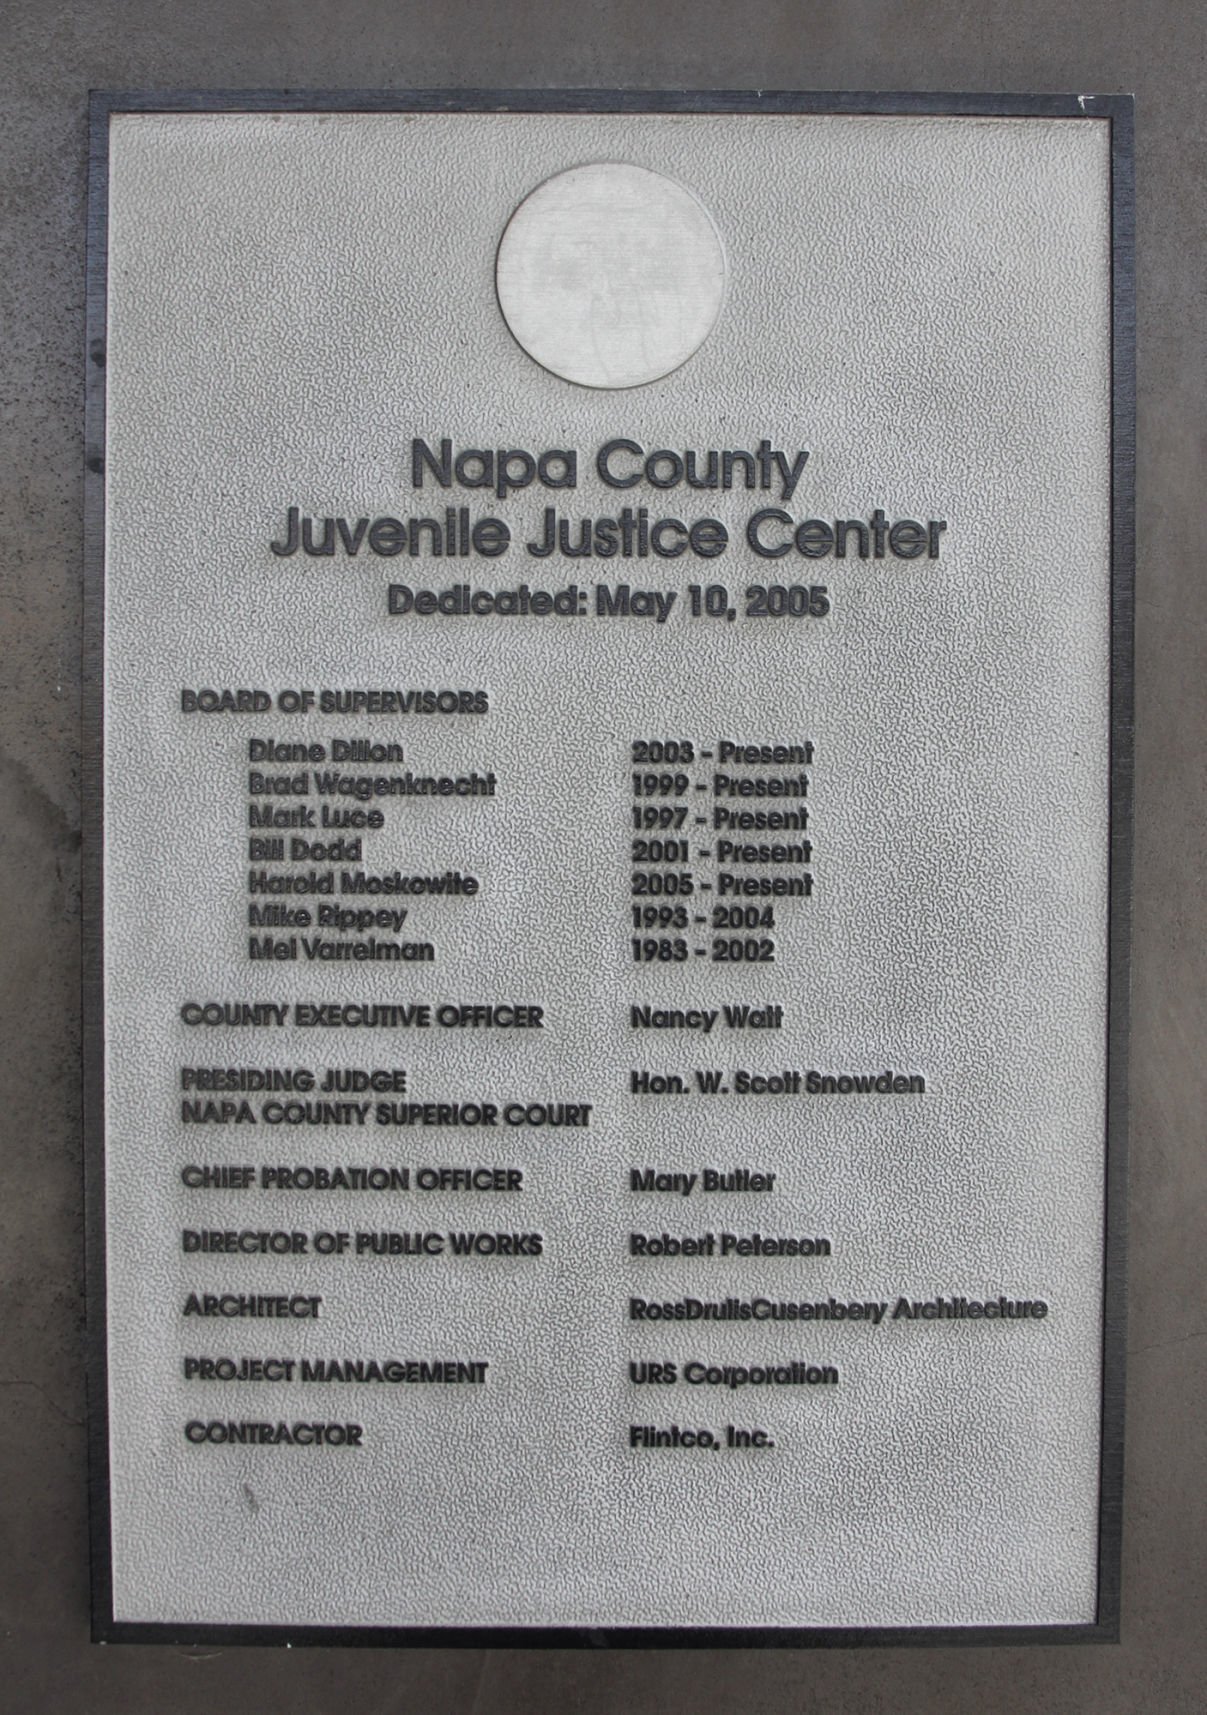 Napa County
Juvenile Justice Center
Dedicated: May 10, 2005
BOARD OF SUPERVISORS
Diane Dillon 2003 - Present
Brad Wagenknecht 1999 - Present
Mark Luce 1997 - Present
Bill Dodd 2001 - Present
Harold Moskowite 2005 - Present
Mike Rippey 1993 - 2004
Mel Varrelman 1983 - 2002
COUNTY EXECUTIVE OFFICER Nancy Watt
PRESIDING JUDGE Hon. W. Scott Snowden
NAPA COUNTY SUPERIOR COURT
CHIEF PROBATION OFFICER Mary Butler
DIRECTOR OF PUBLIC WORKS Robert Peterson
ARCHITECT RossDrulisCusenbery Architecture
PROJECT MANAGEMENT URS Corporation
CONTRACTOR Flintco, Inc.